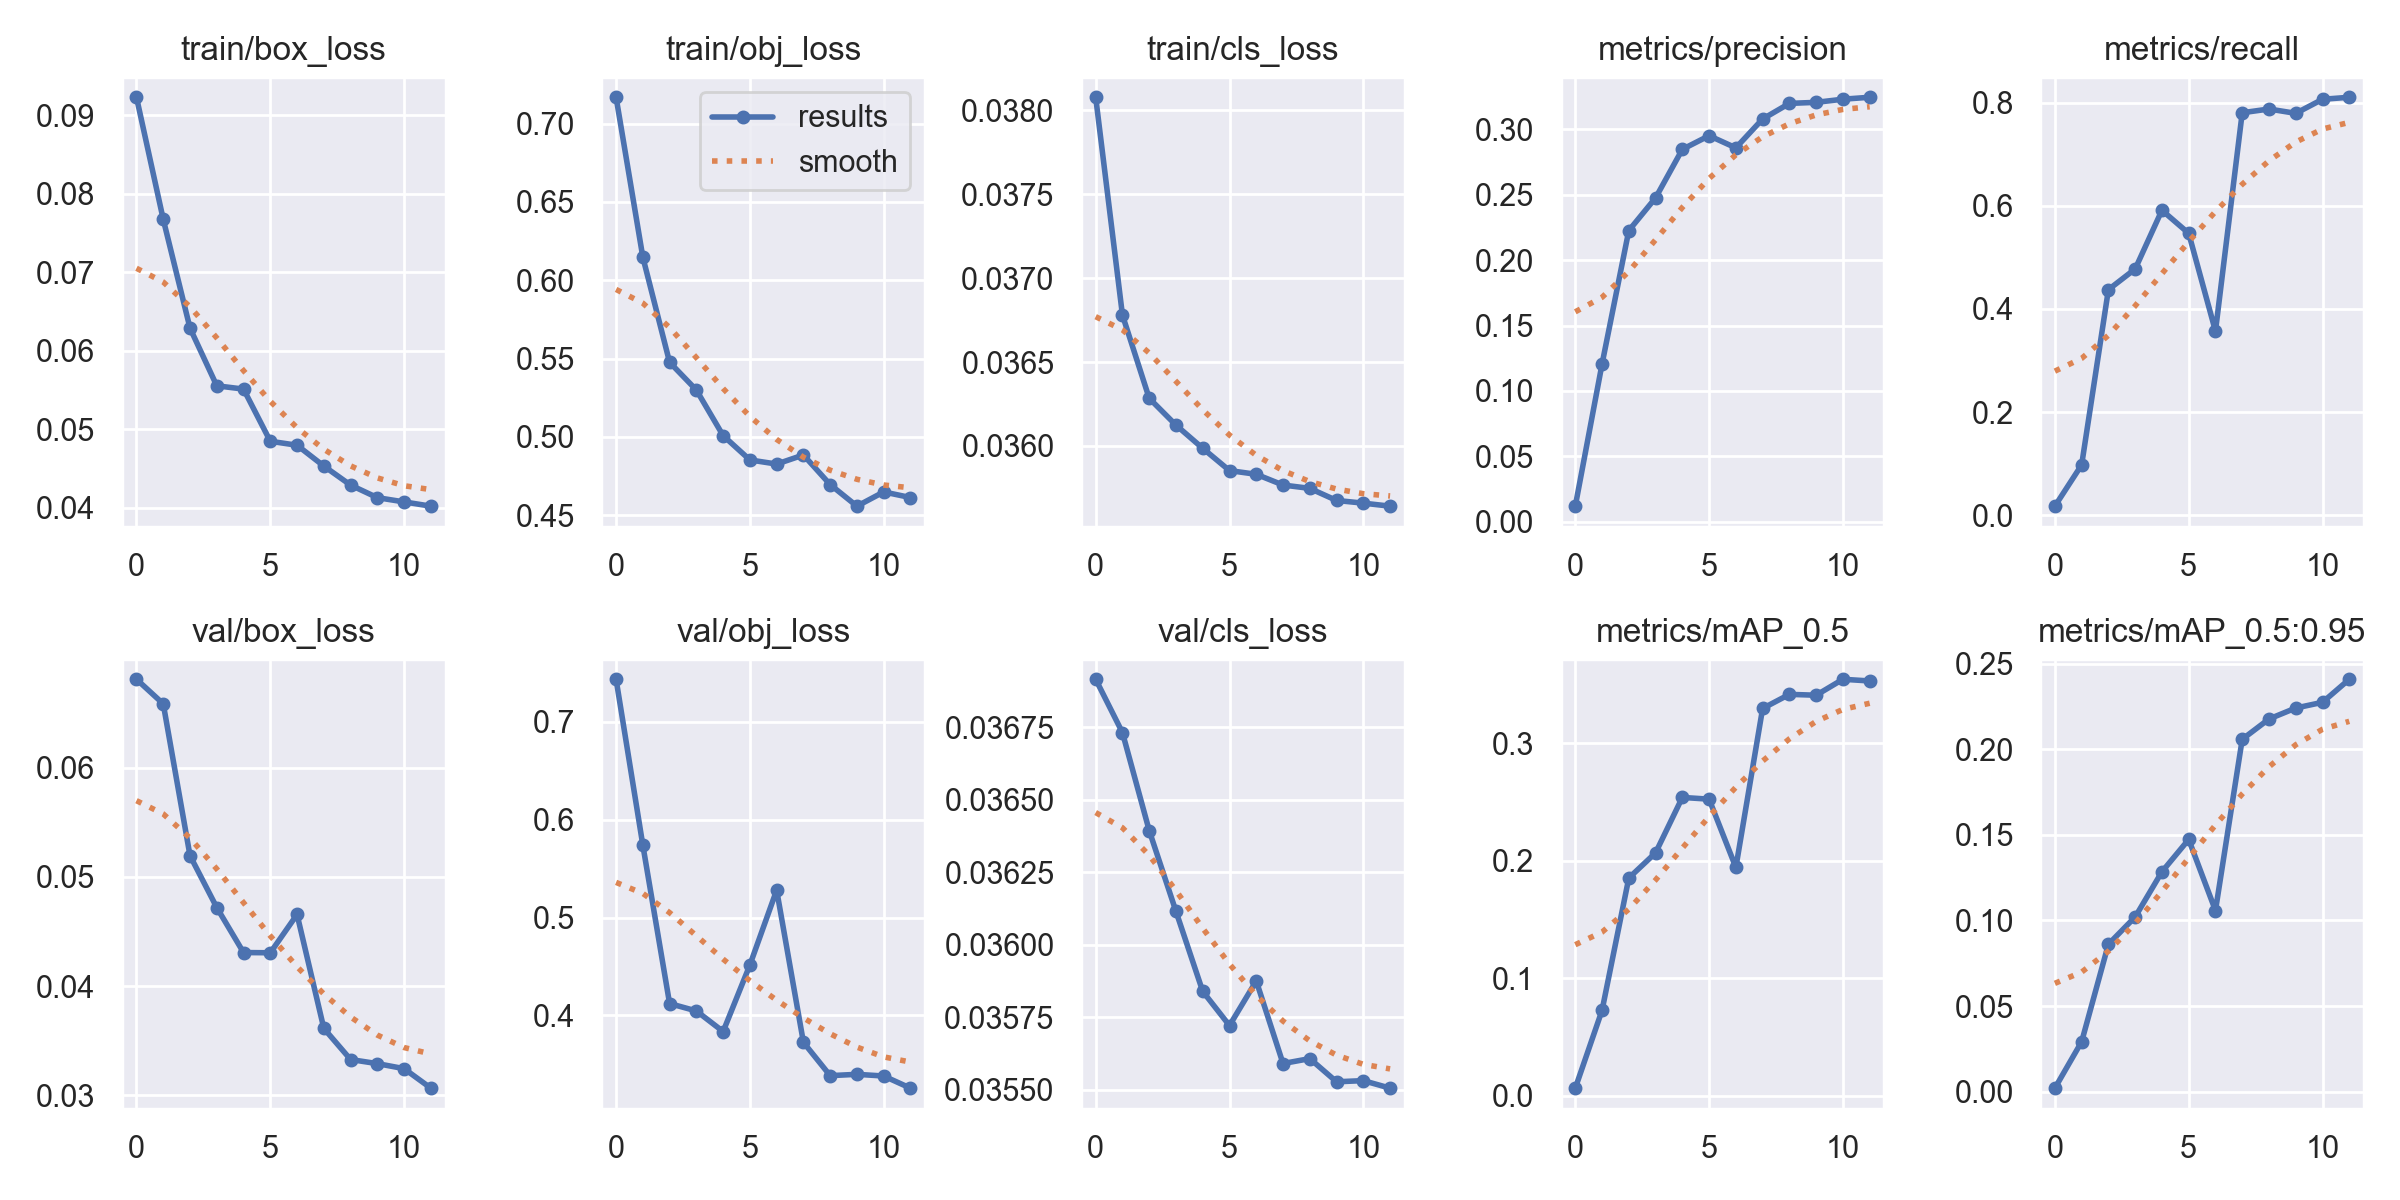 train/box_loss
0.09
0.08
0.07
0.06
0.05
0.04
0 5 10
train/obj_loss
results
smooth
0.70
0.65
0.60
0.55
0.50
0.45
0 5 10
train/cls_loss
0.0380
0.0375
0.0370
0.0365
0.0360
0 5 10
metrics/precision
0.30
0.25
0.20
0.15
0.10
0.05
0.00
0 5 10
metrics/recall
0.8
0.6
0.4
0.2
0.0
0 5 10
val/box_loss
0.06
0.05
0.04
0.03
0 5 10
val/obj_loss
0.7
0.6
0.5
0.4
0 5 10
val/cls_loss
0.03675
0.03650
0.03625
0.03600
0.03575
0.03550
0 5 10
metrics/mAP_0.5
0.3
0.2
0.1
0.0
0 5 10
metrics/mAP_0.5:0.95
0.25
0.20
0.15
0.10
0.05
0.00
0 5 10